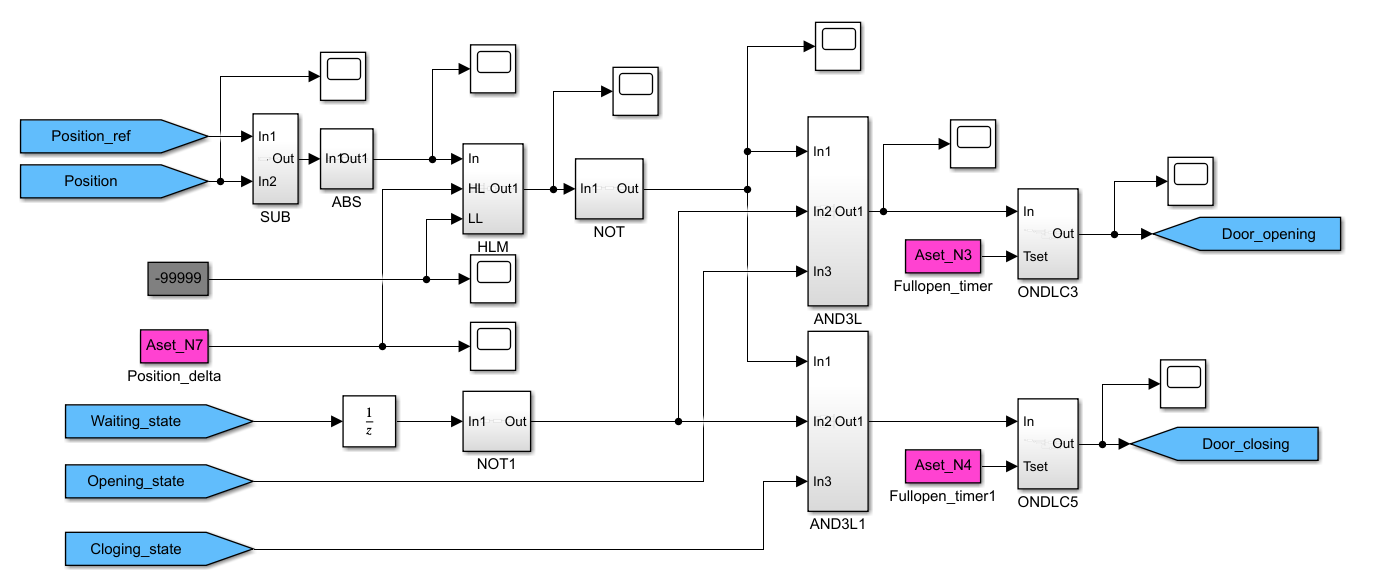 Position_ref
Position
In1
In2
Out
SUB
In1
Out1
ABS
In
HL
LL
Out1
HLM
In1
Out
NOT
-99999
Aset_N7
Position_delta
Waiting_state
1
z
In1
Out
NOT1
Opening_state
Cloging_state
In1
In2
In3
Out1
AND3L
Aset_N3
Fullopen_timer
In
Tset
Out
ONDLC3
Door_opening
In1
In2
In3
Out1
AND3L1
Aset_N4
Fullopen_timer1
In
Tset
Out
ONDLC5
Door_closing